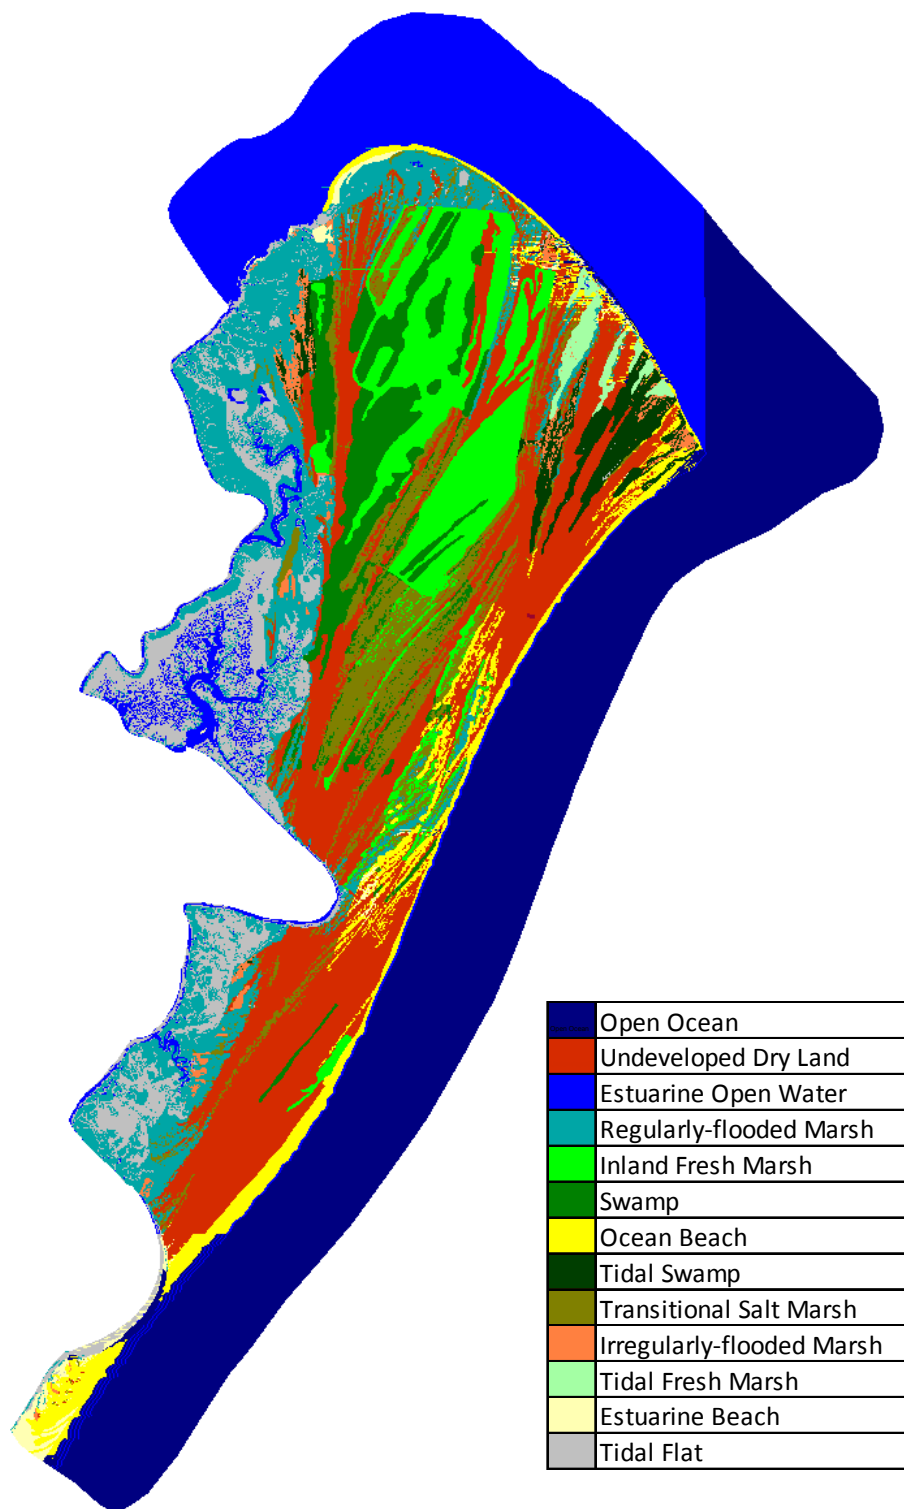 Open Ocean
Undeveloped Dry Land
Estuarine Open Water
Regularly-flooded Marsh
Inland Fresh Marsh
Swamp
Ocean Beach
Tidal Swamp
Transitional Salt Marsh
Irregularly-flooded Marsh
Tidal Fresh Marsh
Estuarine Beach
Tidal Flat